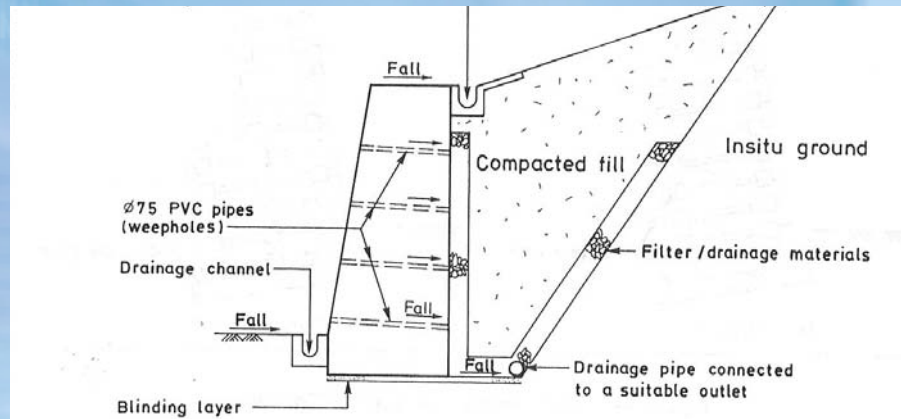 Fall
Insitu ground
Compacted fill
Ø75 PVC pipes
(weepholes)
Filter/drainage materials
Drainage channel
Fall
Fall
Fall
Drainage pipe connected
to a suitable outlet
Blinding layer